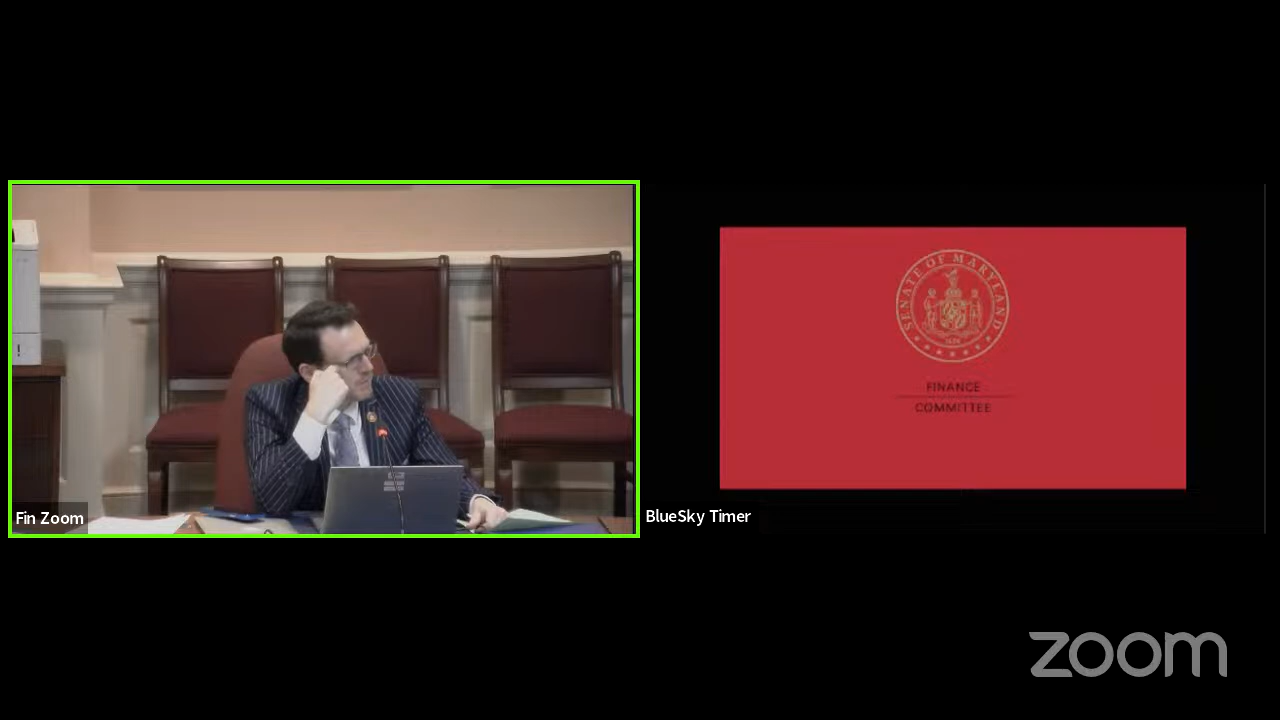 SENATE OF MARYLAND
FINANCE
COMMITTEE
Fin Zoom
BlueSky Timer
zoom